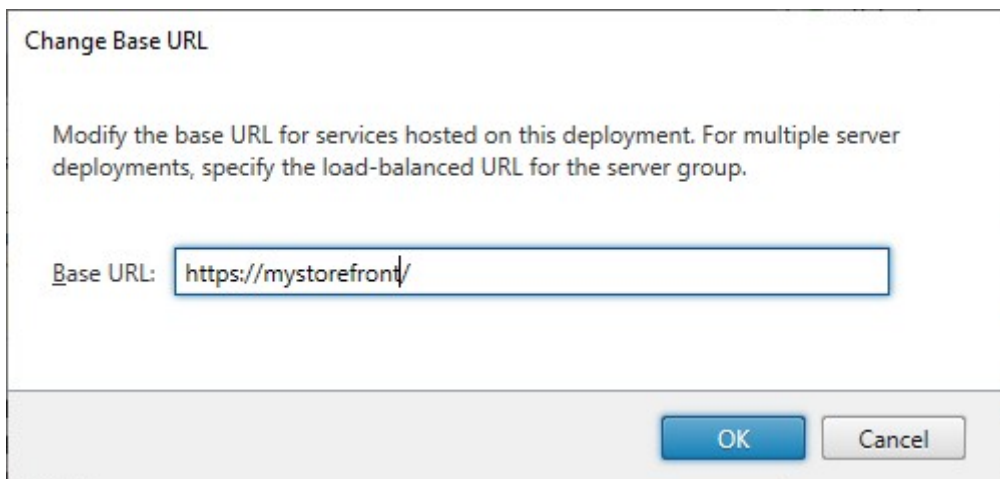 Change Base URL
Modify the base URL for services hosted on this deployment. For multiple server
deployments, specify the load-balanced URL for the server group.
Base URL: https://mystorefront/
OK Cancel